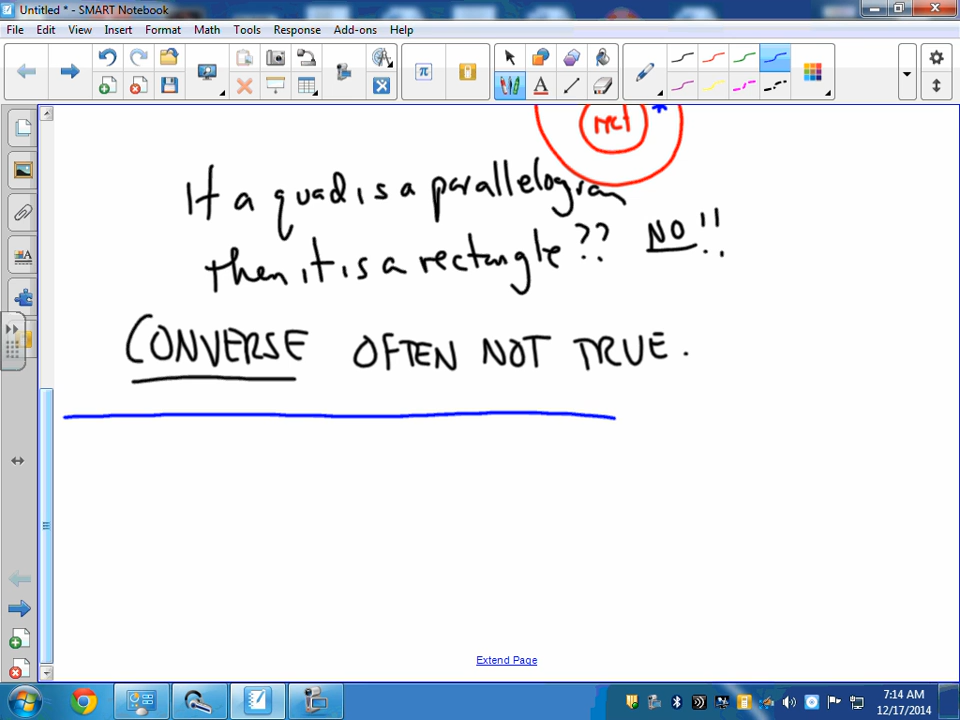 Untitled * - SMART Notebook
File Edit View Insert Format Math Tools Response Add-ons Help
rect *
If a quad is a parallelogram
then it is a rectangle?? NO!!
CONVERSE OFTEN NOT TRUE.
Extend Page
7:14 AM
12/17/2014